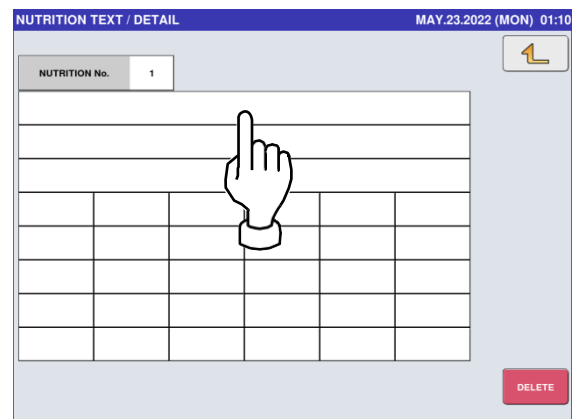 NUTRITION TEXT / DETAIL MAY.23.2022 (MON) 01:10
NUTRITION No. 1
DELETE